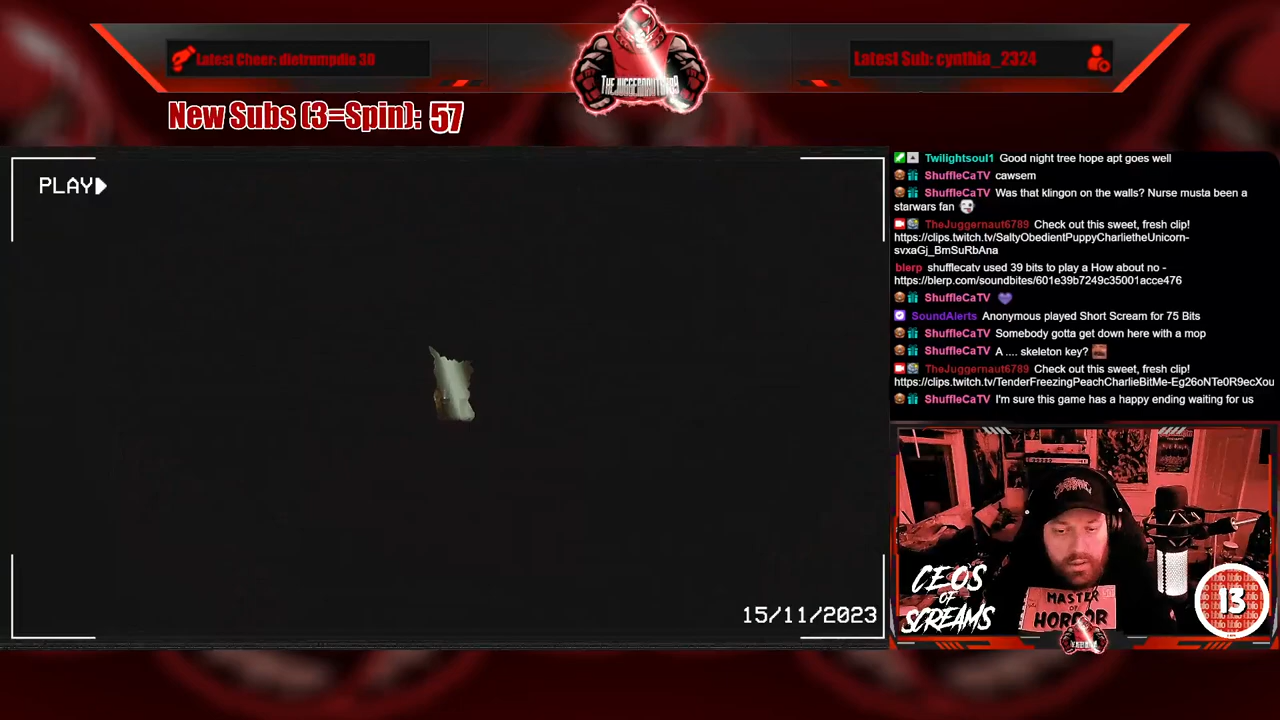 Latest Cheer: dietrumpdie 30
THEJUGGERNAUT6789
Latest Sub: cynthia_2324
New Subs (3=Spin): 57
PLAY
15/11/2023
Twilightsoul1 Good night tree hope apt goes well
ShuffleCaTV cawsem
ShuffleCaTV Was that klingon on the walls? Nurse musta been a
starwars fan
TheJuggernaut6789 Check out this sweet, fresh clip!
https://clips.twitch.tv/SaltyObedientPuppyCharlietheUnicorn-
svxaGj_BmSuRbAna
blerp shufflecatv used 39 bits to play a How about no -
https://blerp.com/soundbites/601e39b7249c35001acce476
ShuffleCaTV
SoundAlerts Anonymous played Short Scream for 75 Bits
ShuffleCaTV Somebody gotta get down here with a mop
ShuffleCaTV A .... skeleton key?
TheJuggernaut6789 Check out this sweet, fresh clip!
https://clips.twitch.tv/TenderFreezingPeachCharlieBitMe-Eg26oNTe0R9ecXou
ShuffleCaTV I'm sure this game has a happy ending waiting for us
CEOS
OF
SCREAMS
MASTER
OF
HORROR
13